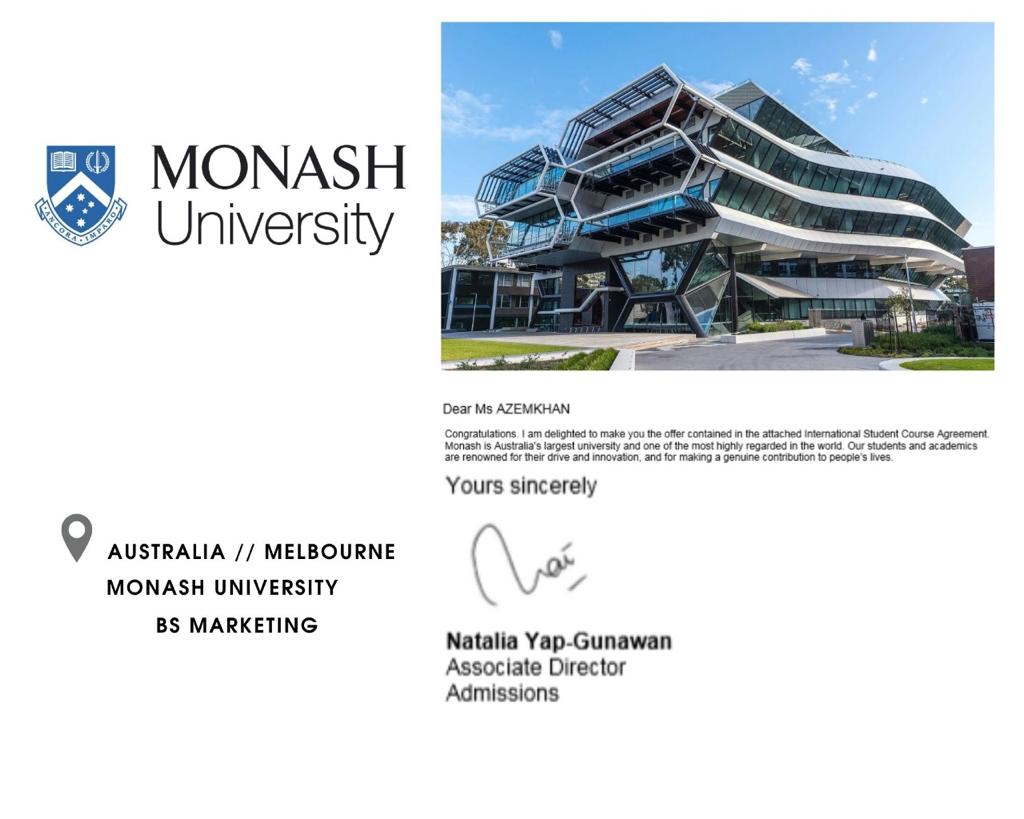 MONASH
University
ANCORA IMPARO
Dear Ms AZEMKHAN
Congratulations. I am delighted to make you the offer contained in the attached International Student Course Agreement.
Monash is Australia's largest university and one of the most highly regarded in the world. Our students and academics
are renowned for their drive and innovation, and for making a genuine contribution to people's lives.
Yours sincerely
Natalia Yap-Gunawan
Associate Director
Admissions
AUSTRALIA // MELBOURNE
MONASH UNIVERSITY
BS MARKETING